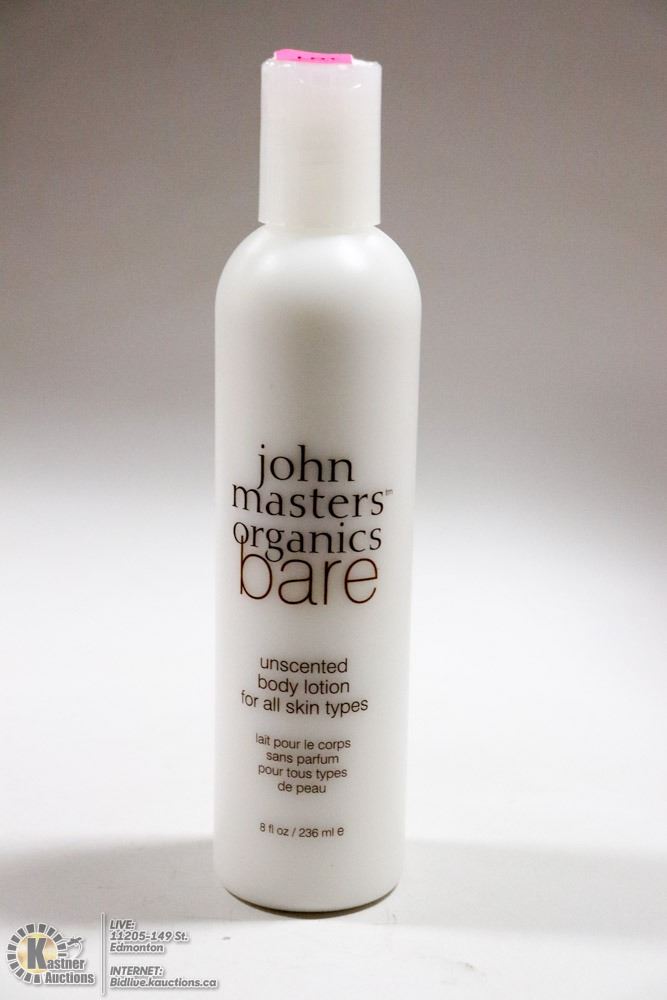 john
masters™
organics
bare
unscented
body lotion
for all skin types
lait pour le corps
sans parfum
pour tous types
de peau
8 fl oz / 236 ml e
Kastner
Auctions
LIVE:
11205-149 St.
Edmonton
INTERNET:
Bidlive.kauctions.ca